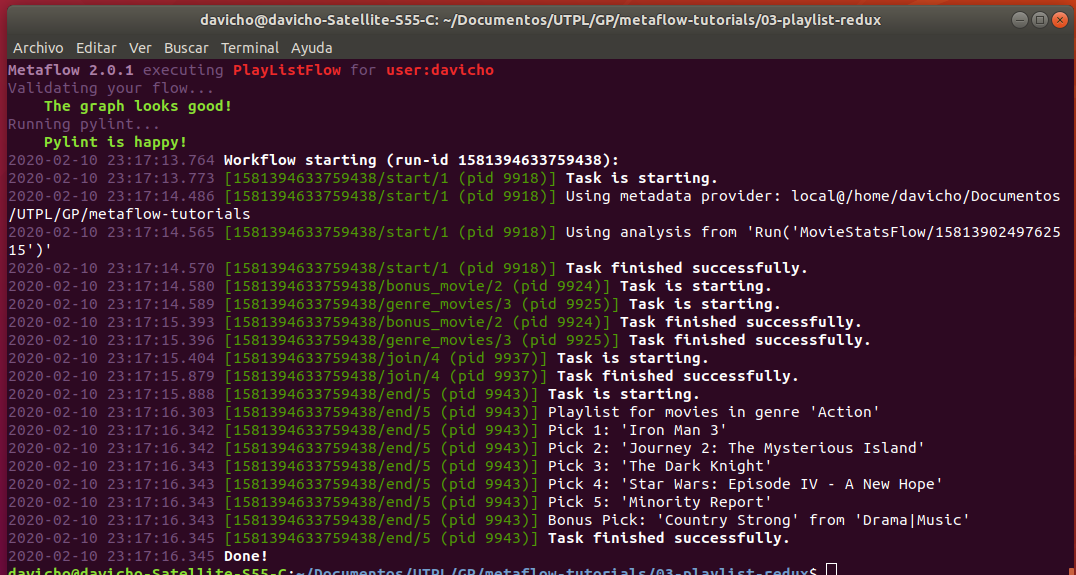 davicho@davicho-Satellite-S55-C: ~/Documentos/UTPL/GP/metaflow-tutorials/03-playlist-redux
Archivo Editar Ver Buscar Terminal Ayuda
Metaflow 2.0.1 executing PlayListFlow for user:davicho
Validating your flow...
    The graph looks good!
Running pylint...
    Pylint is happy!
2020-02-10 23:17:13.764 Workflow starting (run-id 1581394633759438):
2020-02-10 23:17:13.773 [1581394633759438/start/1 (pid 9918)] Task is starting.
2020-02-10 23:17:14.486 [1581394633759438/start/1 (pid 9918)] Using metadata provider: local@/home/davicho/Documentos
/UTPL/GP/metaflow-tutorials
2020-02-10 23:17:14.565 [1581394633759438/start/1 (pid 9918)] Using analysis from 'Run('MovieStatsFlow/15813902497625
15')'
2020-02-10 23:17:14.570 [1581394633759438/start/1 (pid 9918)] Task finished successfully.
2020-02-10 23:17:14.580 [1581394633759438/bonus_movie/2 (pid 9924)] Task is starting.
2020-02-10 23:17:14.589 [1581394633759438/genre_movies/3 (pid 9925)] Task is starting.
2020-02-10 23:17:15.393 [1581394633759438/bonus_movie/2 (pid 9924)] Task finished successfully.
2020-02-10 23:17:15.396 [1581394633759438/genre_movies/3 (pid 9925)] Task finished successfully.
2020-02-10 23:17:15.404 [1581394633759438/join/4 (pid 9937)] Task is starting.
2020-02-10 23:17:15.879 [1581394633759438/join/4 (pid 9937)] Task finished successfully.
2020-02-10 23:17:15.888 [1581394633759438/end/5 (pid 9943)] Task is starting.
2020-02-10 23:17:16.303 [1581394633759438/end/5 (pid 9943)] Playlist for movies in genre 'Action'
2020-02-10 23:17:16.342 [1581394633759438/end/5 (pid 9943)] Pick 1: 'Iron Man 3'
2020-02-10 23:17:16.342 [1581394633759438/end/5 (pid 9943)] Pick 2: 'Journey 2: The Mysterious Island'
2020-02-10 23:17:16.342 [1581394633759438/end/5 (pid 9943)] Pick 3: 'The Dark Knight'
2020-02-10 23:17:16.343 [1581394633759438/end/5 (pid 9943)] Pick 4: 'Star Wars: Episode IV - A New Hope'
2020-02-10 23:17:16.343 [1581394633759438/end/5 (pid 9943)] Pick 5: 'Minority Report'
2020-02-10 23:17:16.343 [1581394633759438/end/5 (pid 9943)] Bonus Pick: 'Country Strong' from 'Drama|Music'
2020-02-10 23:17:16.345 [1581394633759438/end/5 (pid 9943)] Task finished successfully.
2020-02-10 23:17:16.345 Done!
davicho@davicho-Satellite-S55-C:~/Documentos/UTPL/GP/metaflow-tutorials/03-playlist-redux$